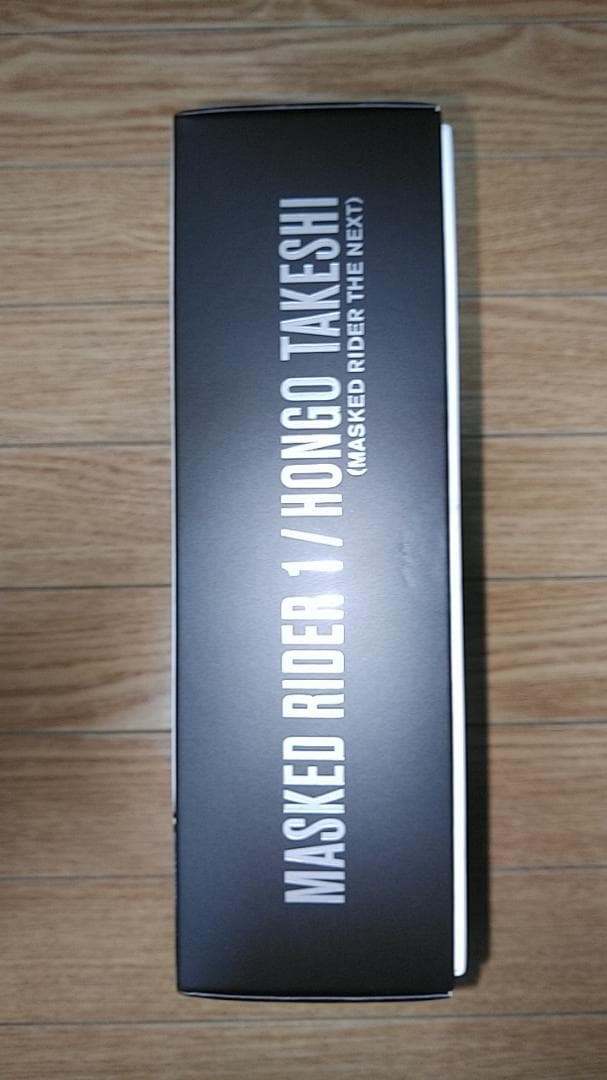 MASKED RIDER 1 / HONGO TAKESHI
(MASKED RIDER THE NEXT)